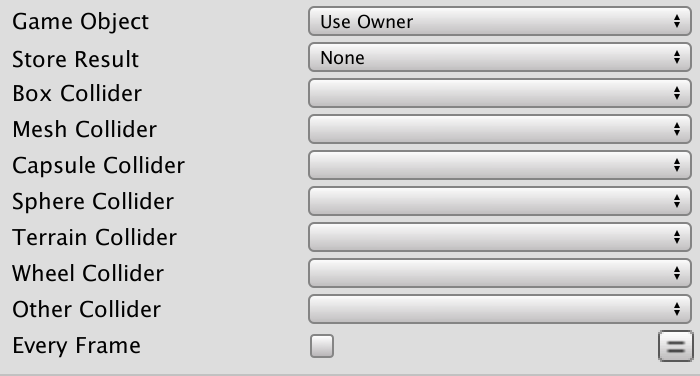 Game Object Use Owner
Store Result None
Box Collider
Mesh Collider
Capsule Collider
Sphere Collider
Terrain Collider
Wheel Collider
Other Collider
Every Frame